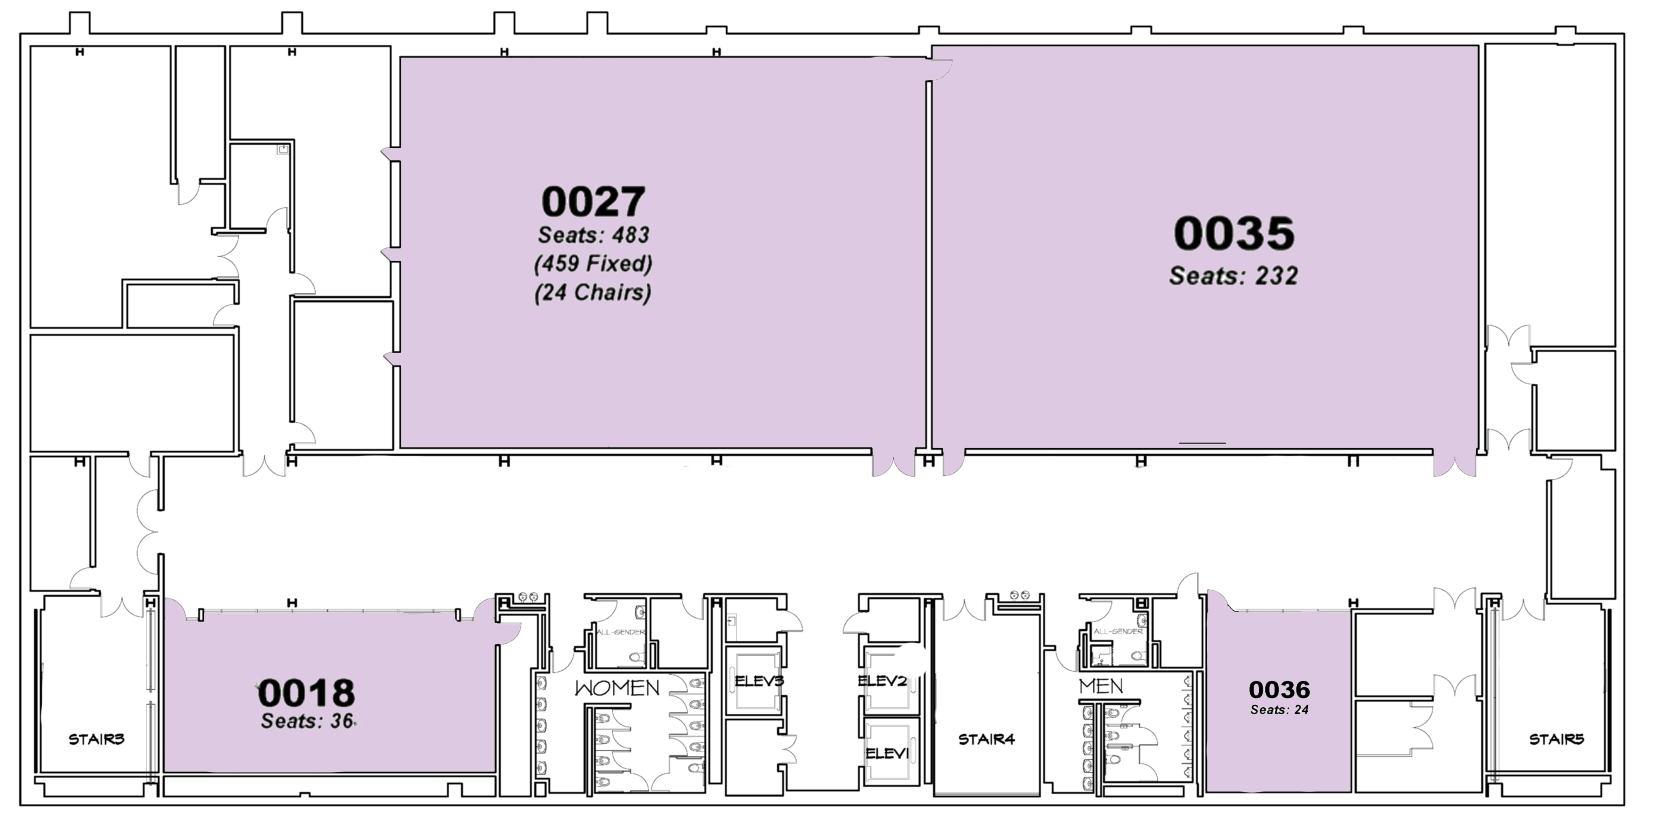 0027
Seats: 483
(459 Fixed)
(24 Chairs)
0035
Seats: 232
0018
Seats: 36
STAIR3
WOMEN
ALL-GENDER
ELEV3
ELEV2
ELEV1
STAIR4
MEN
ALL-GENDER
0036
Seats: 24
STAIR5